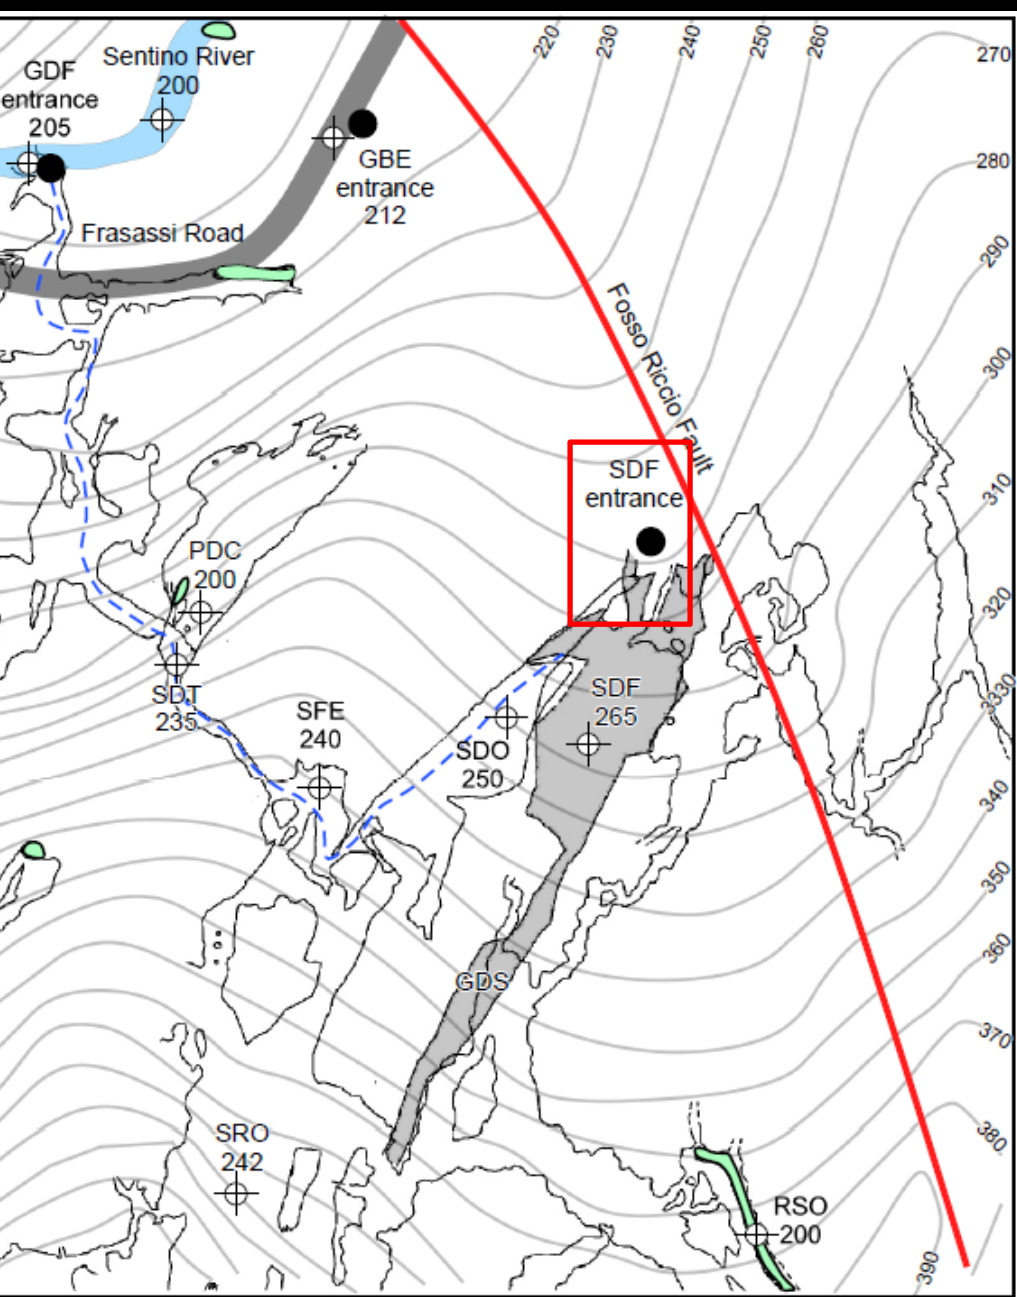 220
230
240
250
260
270
Sentino River
200
GDF
entrance
205
GBE
entrance
212
280
Frasassi Road
290
Fosso Riccio Fault
300
SDF
entrance
310
PDC
200
320
SDT
235
SFE
240
SDO
250
SDF
265
3330
340
350
360
GDS
370
380
SRO
242
RSO
200
390